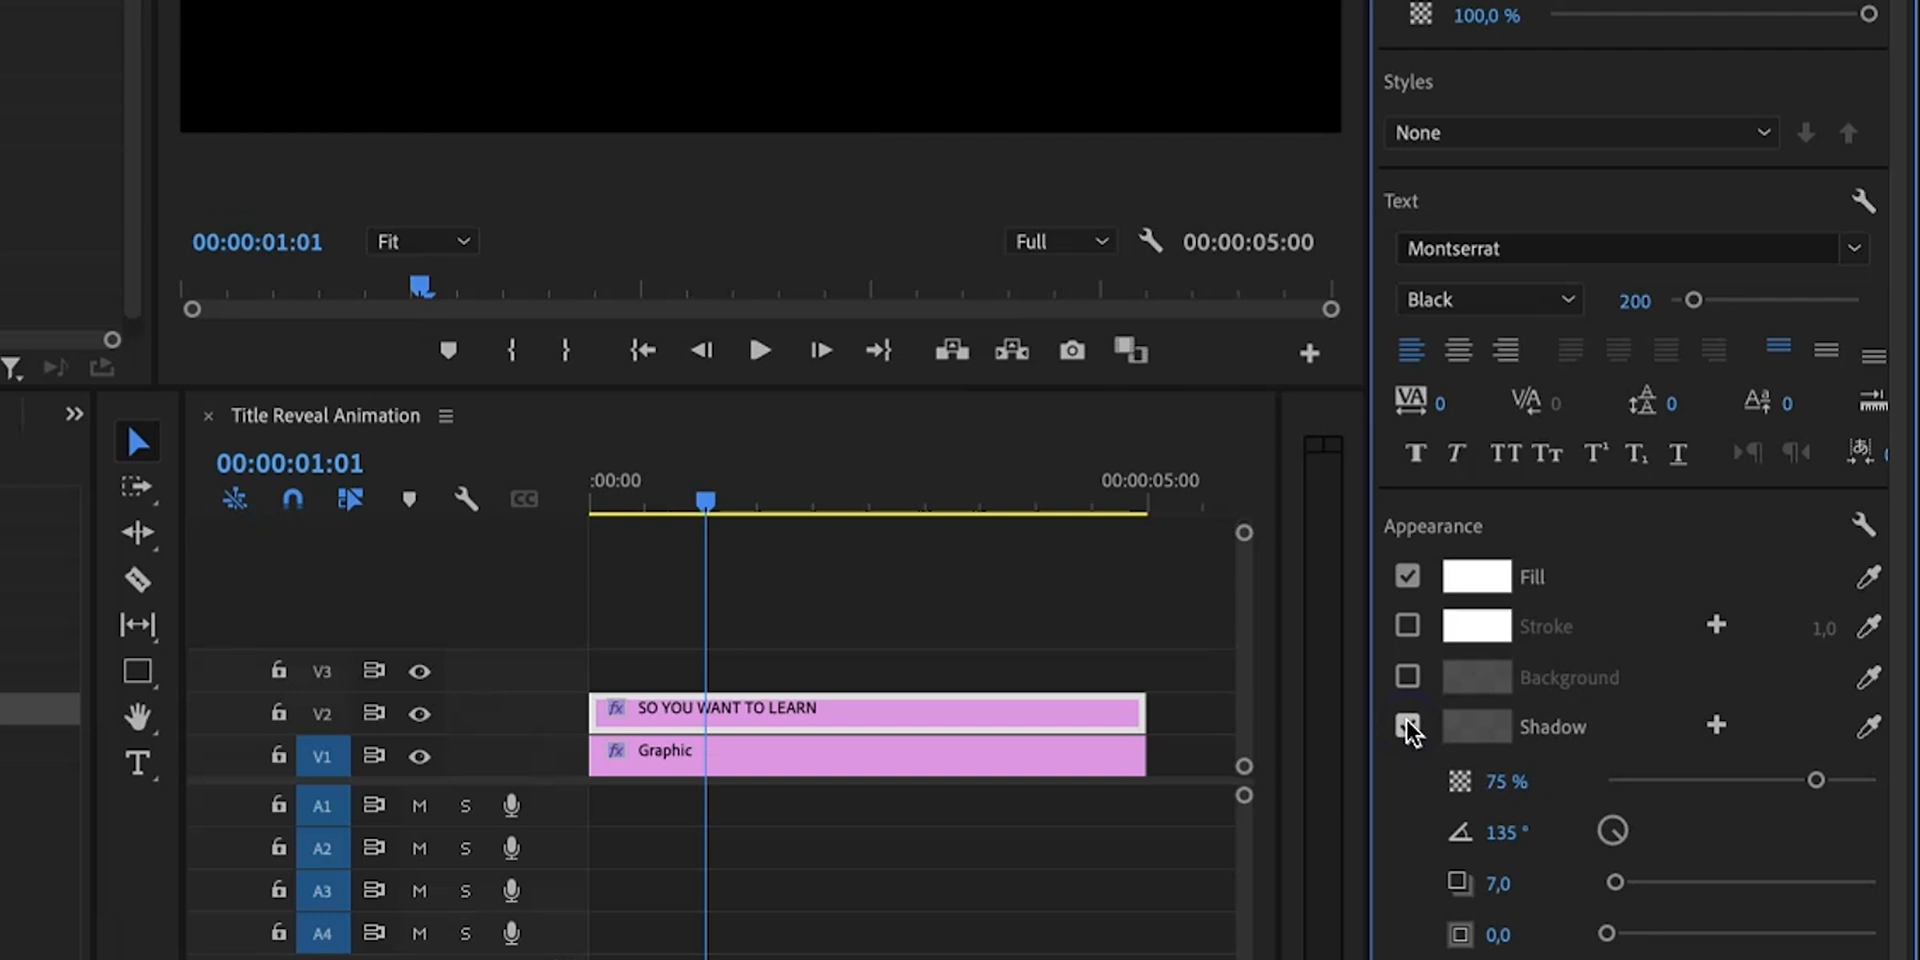 100,0 %
Styles
None
Text
Montserrat
Black 200
0 0 0 0
Appearance
Fill
Stroke 1,0
Background
Shadow
75 %
135 °
7,0
0,0
00:00:01:01 Fit Full 00:00:05:00
× Title Reveal Animation
00:00:01:01
:00:00 00:00:05:00
CC
V3
V2 fx SO YOU WANT TO LEARN
V1 fx Graphic
A1 M S
A2 M S
A3 M S
A4 M S